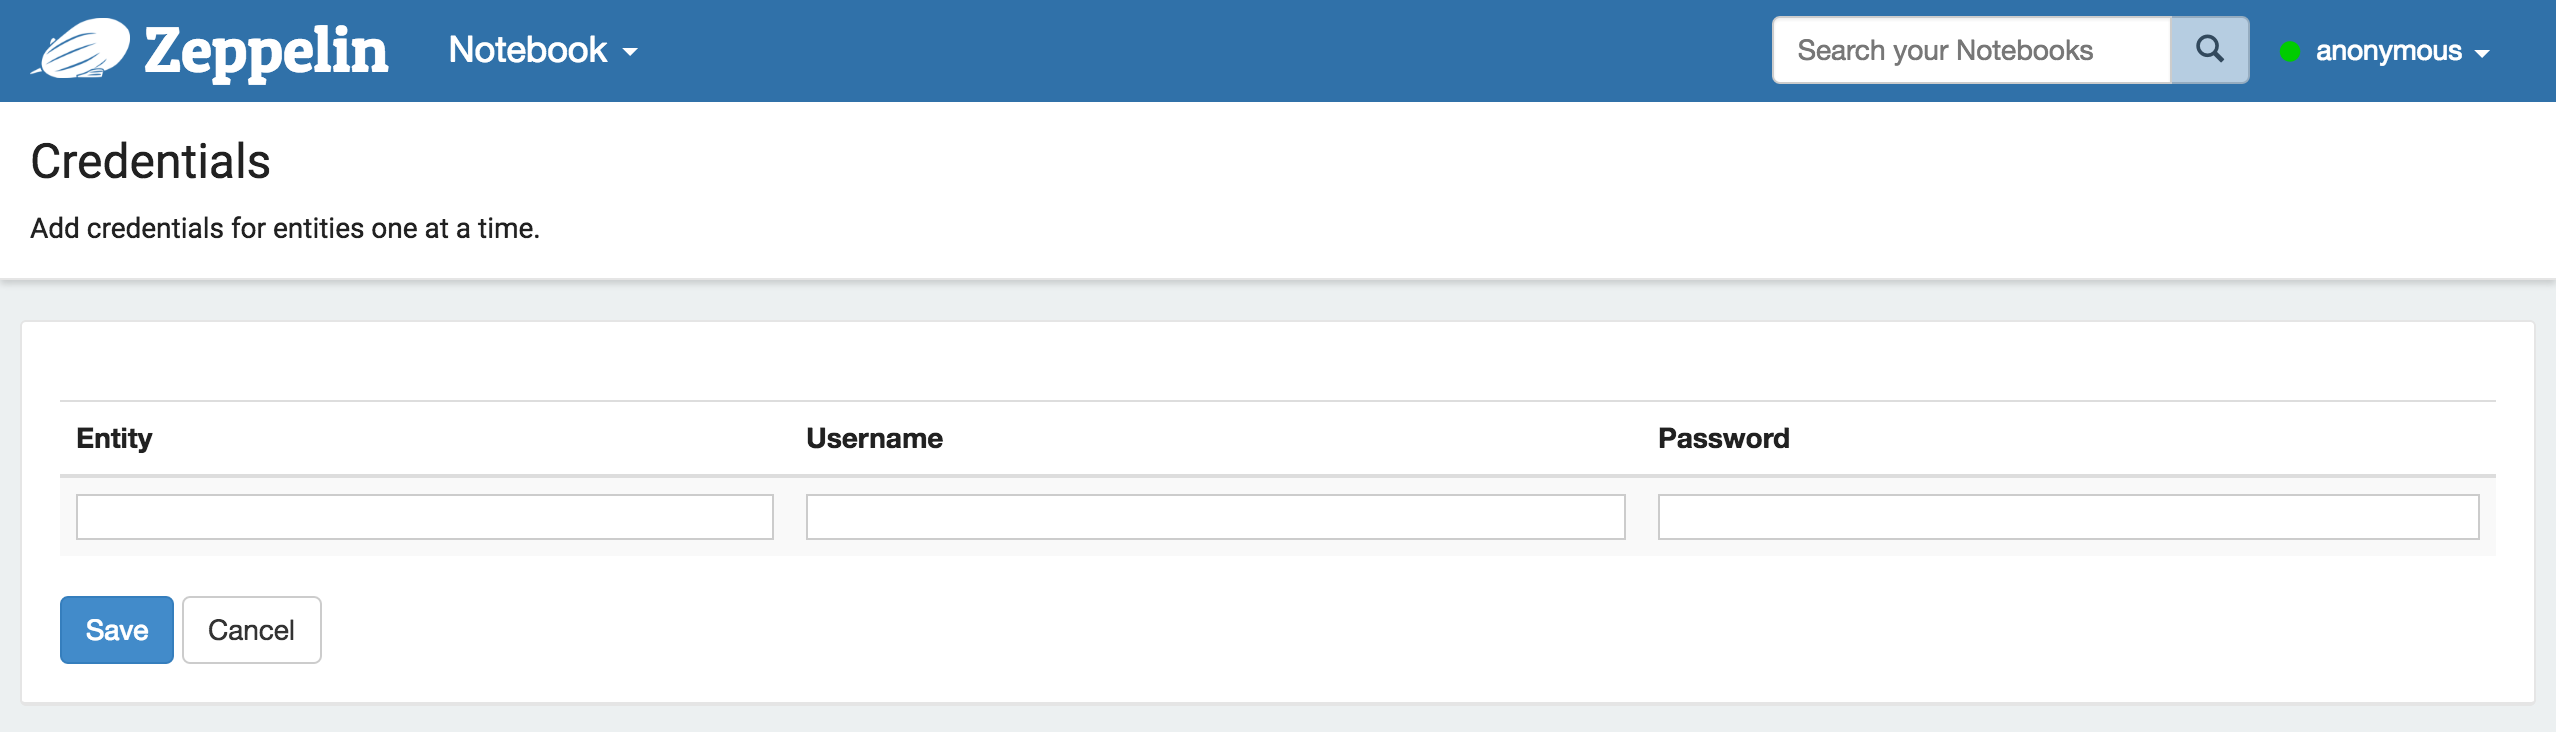 Zeppelin Notebook Search your Notebooks anonymous
Credentials
Add credentials for entities one at a time.
Entity Username Password
Save Cancel